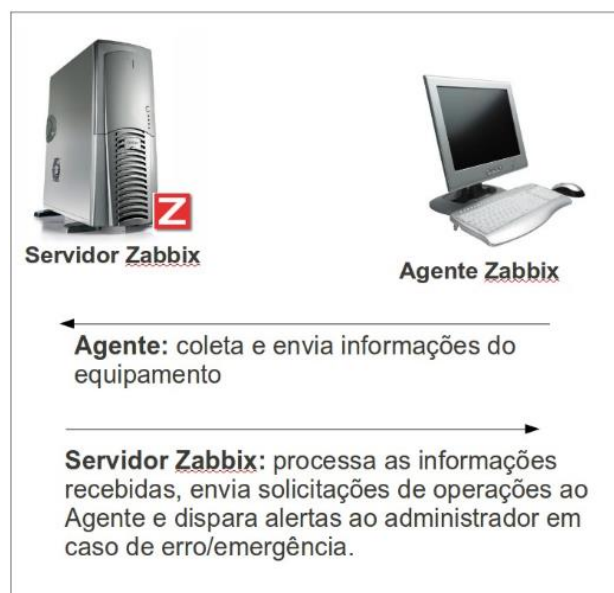 Z
Servidor Zabbix
Agente Zabbix
Agente: coleta e envia informações do
equipamento
Servidor Zabbix: processa as informações
recebidas, envia solicitações de operações ao
Agente e dispara alertas ao administrador em
caso de erro/emergência.